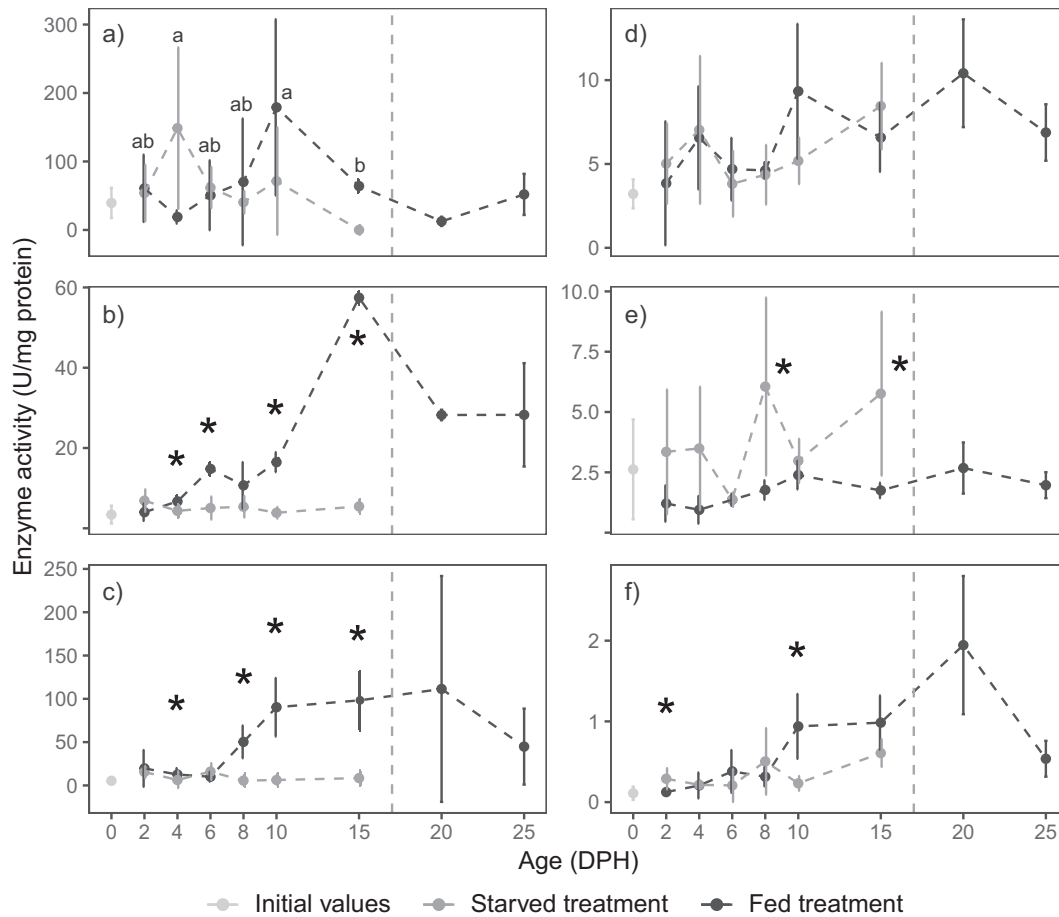 Enzyme activity (U/mg protein)
a)
300
200
100
0
ab
a
ab
ab
a
b
d)
10
5
0
b)
60
40
20
*
*
*
*
e)
10.0
7.5
5.0
2.5
*
*
c)
250
200
150
100
50
0
*
*
*
*
f)
2
1
0
*
*
0 2 4 6 8 10 15 20 25
0 2 4 6 8 10 15 20 25
Age (DPH)
Initial values Starved treatment Fed treatment